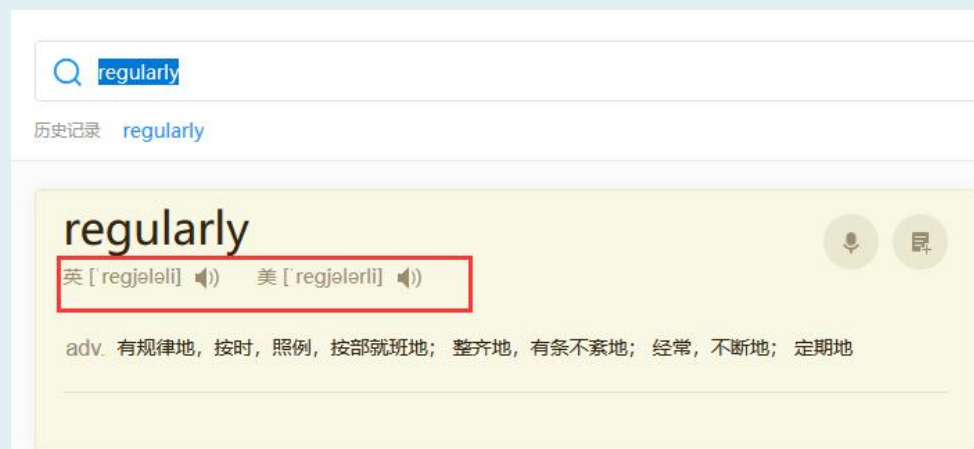 regularly
历史记录 regularly
regularly
英 [ˈregjələli] 美 [ˈregjələrli]
adv. 有规律地，按时，照例，按部就班地； 整齐地，有条不紊地； 经常，不断地； 定期地